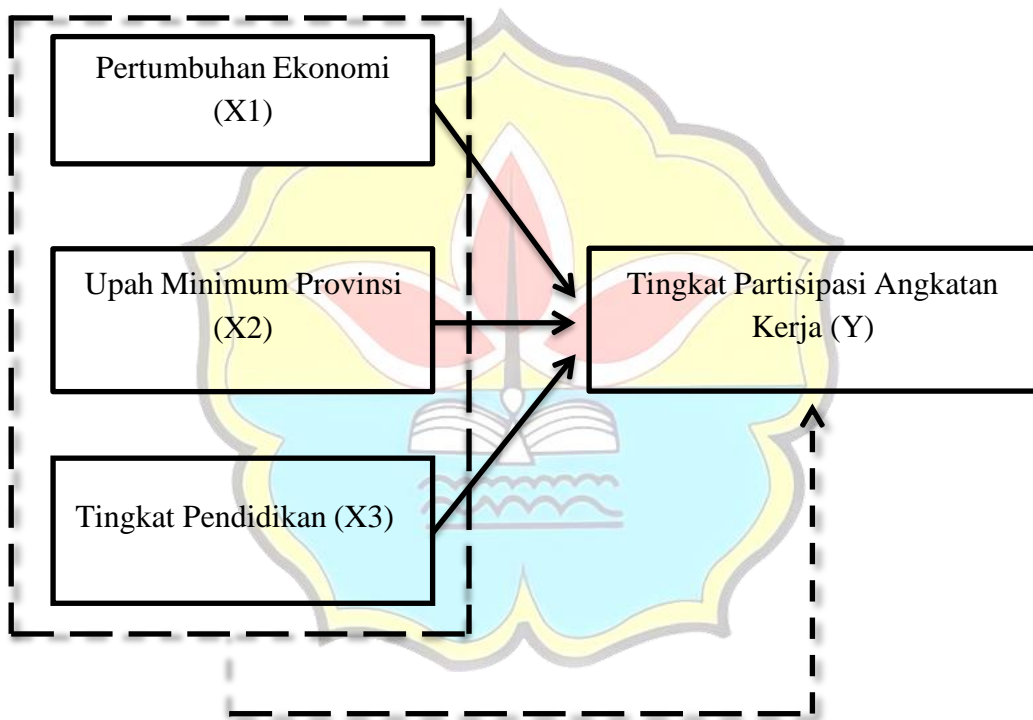 Pertumbuhan Ekonomi
(X1)
Upah Minimum Provinsi
(X2)
Tingkat Pendidikan (X3)
Tingkat Partisipasi Angkatan
Kerja (Y)